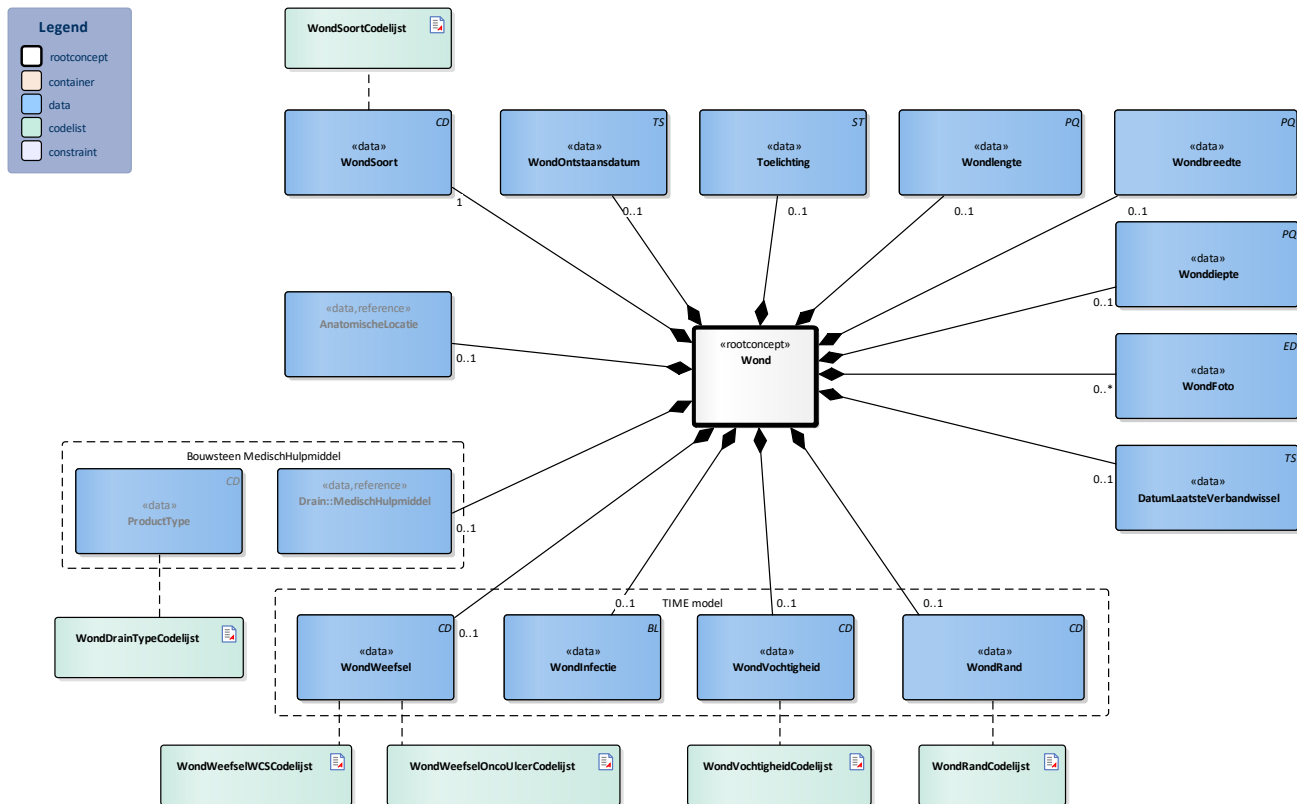 Legend
rootconcept
container
data
codelist
constraint
WondSoortCodelijst
CD
«data»
WondSoort
1
TS
«data»
WondOntstaansdatum
0..1
ST
«data»
Toelichting
0..1
PQ
«data»
Wondlengte
0..1
PQ
«data»
Wondbreedte
0..1
PQ
«data»
Wonddiepte
0..1
«data,reference»
AnatomischeLocatie
0..1
«rootconcept»
Wond
ED
«data»
WondFoto
0..*
TS
«data»
DatumLaatsteVerbandwissel
0..1
Bouwsteen MedischHulpmiddel
CD
«data»
ProductType
«data,reference»
Drain::MedischHulpmiddel
0..1
WondDrainTypeCodelijst
TIME model
CD
«data»
WondWeefsel
0..1
BL
«data»
WondInfectie
0..1
CD
«data»
WondVochtigheid
0..1
CD
«data»
WondRand
0..1
WondWeefselWCSCodelijst
WondWeefselOncoUlcerCodelijst
WondVochtigheidCodelijst
WondRandCodelijst